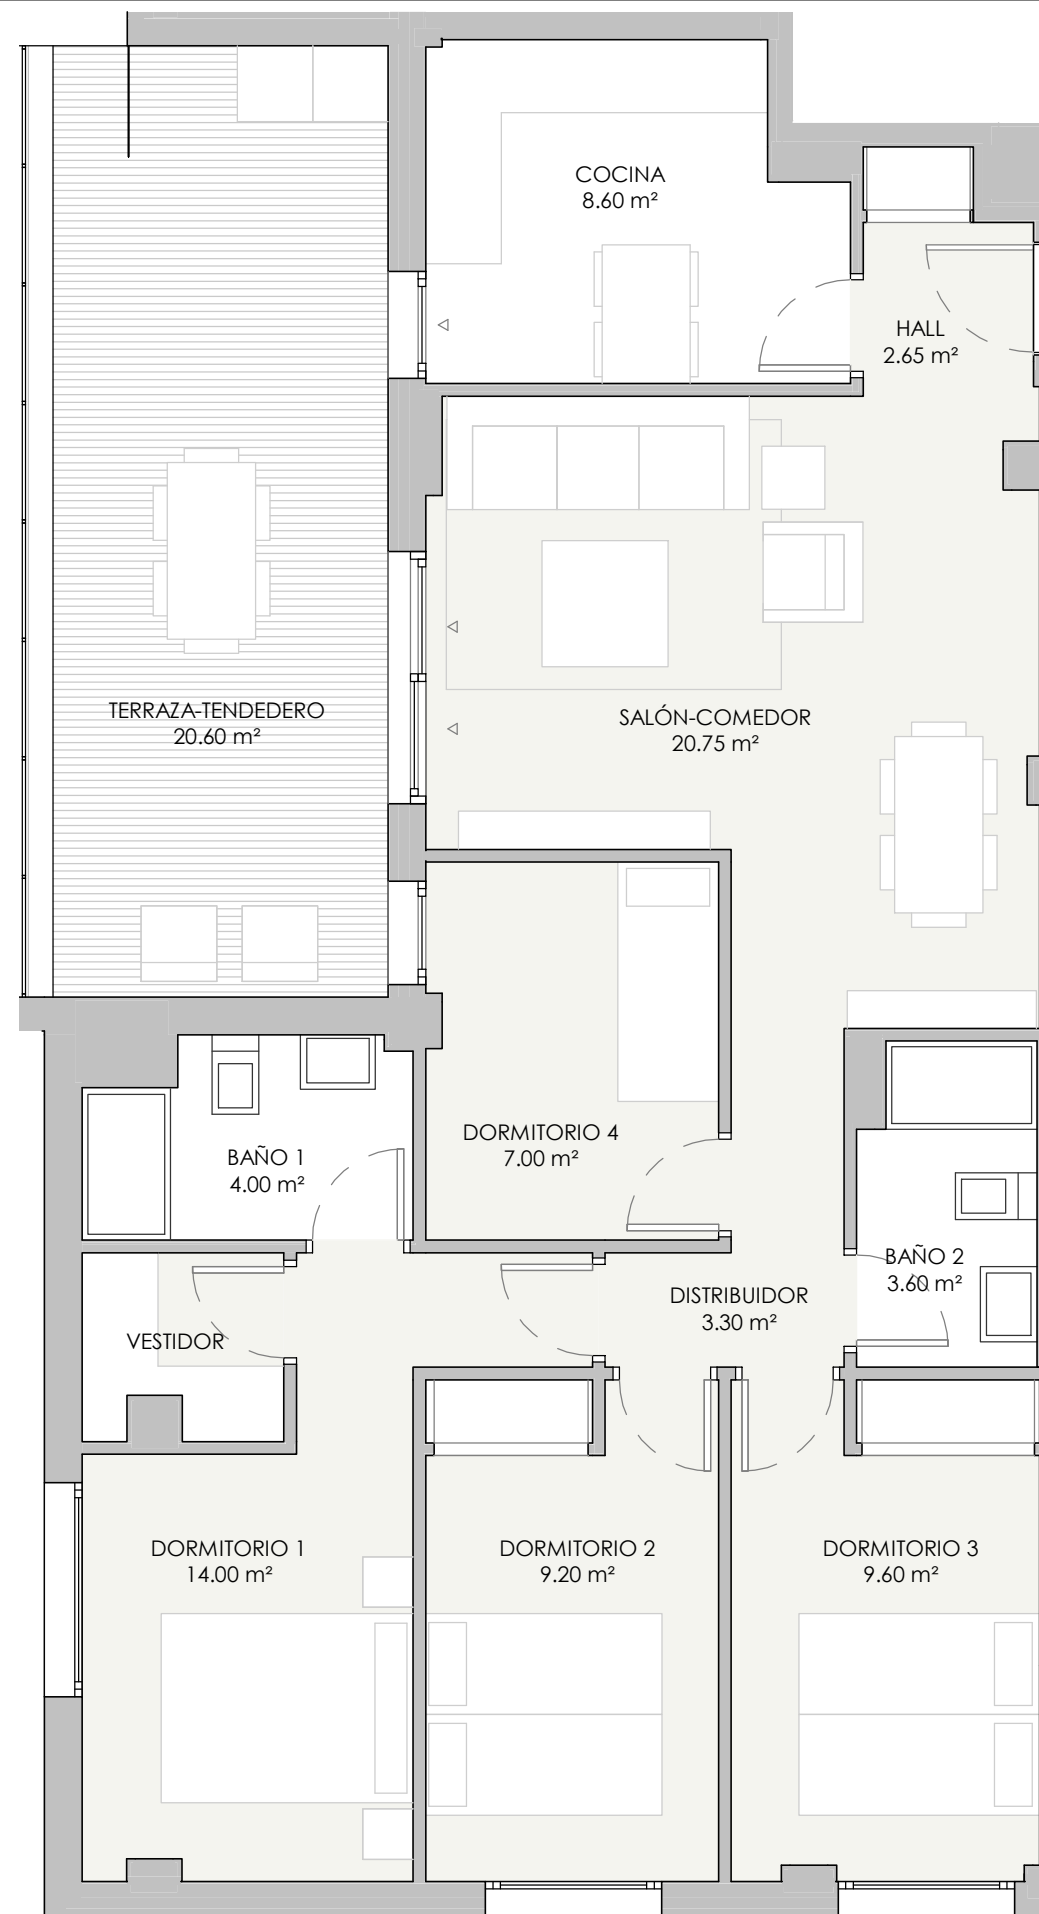 COCINA
8.60 m²
HALL
2.65 m²
TERRAZA-TENDEDERO
20.60 m²
SALÓN-COMEDOR
20.75 m²
DORMITORIO 4
7.00 m²
BAÑO 1
4.00 m²
BAÑO 2
3.60 m²
DISTRIBUIDOR
3.30 m²
VESTIDOR
DORMITORIO 1
14.00 m²
DORMITORIO 2
9.20 m²
DORMITORIO 3
9.60 m²